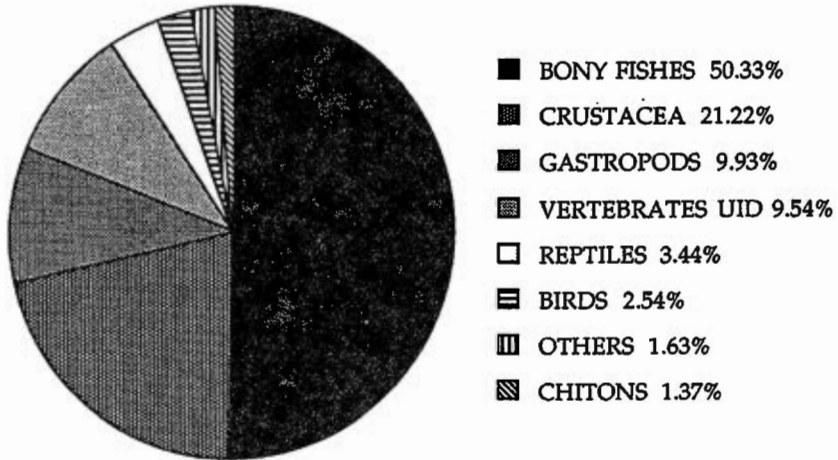 BONY FISHES 50.33%
CRUSTACEA 21.22%
GASTROPODS 9.93%
VERTEBRATES UID 9.54%
REPTILES 3.44%
BIRDS 2.54%
OTHERS 1.63%
CHITONS 1.37%